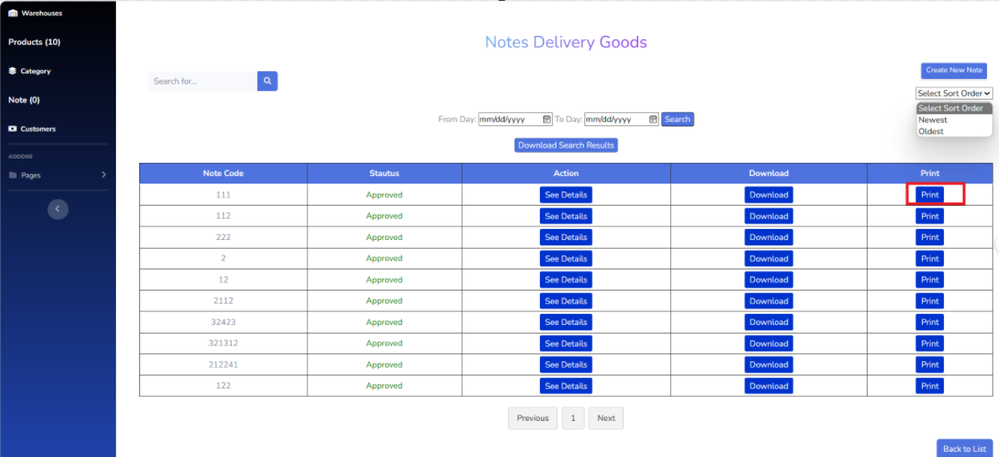 Warehouses
Products (10)
Category
Note (0)
Customers
ADDONS
Pages
Notes Delivery Goods
Search for...
Create New Note
Select Sort Order
Select Sort Order
Newest
Oldest
From Day: mm/dd/yyyy To Day: mm/dd/yyyy Search
Download Search Results
Note Code Stautus Action Download Print
111 Approved See Details Download Print
112 Approved See Details Download Print
222 Approved See Details Download Print
2 Approved See Details Download Print
12 Approved See Details Download Print
2112 Approved See Details Download Print
32423 Approved See Details Download Print
321312 Approved See Details Download Print
212241 Approved See Details Download Print
122 Approved See Details Download Print
Previous 1 Next
Back to List